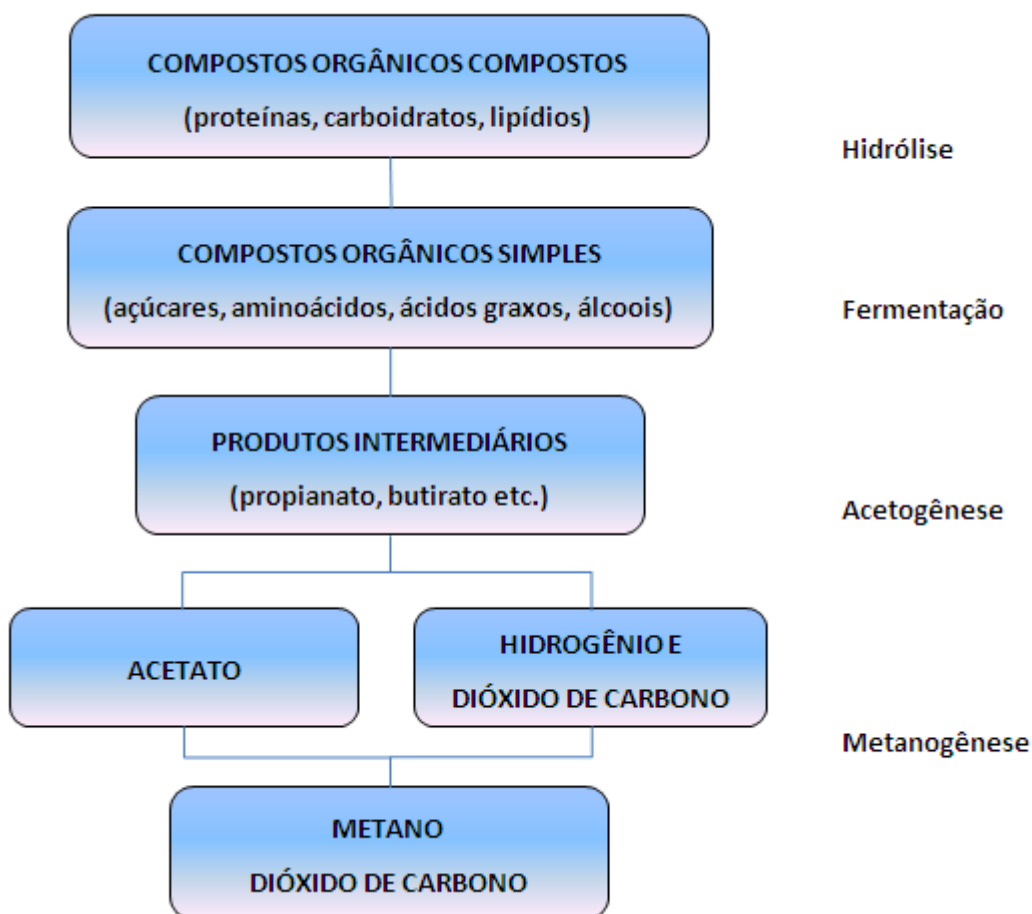 COMPOSTOS ORGÂNICOS COMPOSTOS
(proteínas, carboidratos, lipídios)
Hidrólise
COMPOSTOS ORGÂNICOS SIMPLES
(açúcares, aminoácidos, ácidos graxos, álcoois)
Fermentação
PRODUTOS INTERMEDIÁRIOS
(propianato, butirato etc.)
Acetogênese
ACETATO
HIDROGÊNIO E
DIÓXIDO DE CARBONO
Metanogênese
METANO
DIÓXIDO DE CARBONO